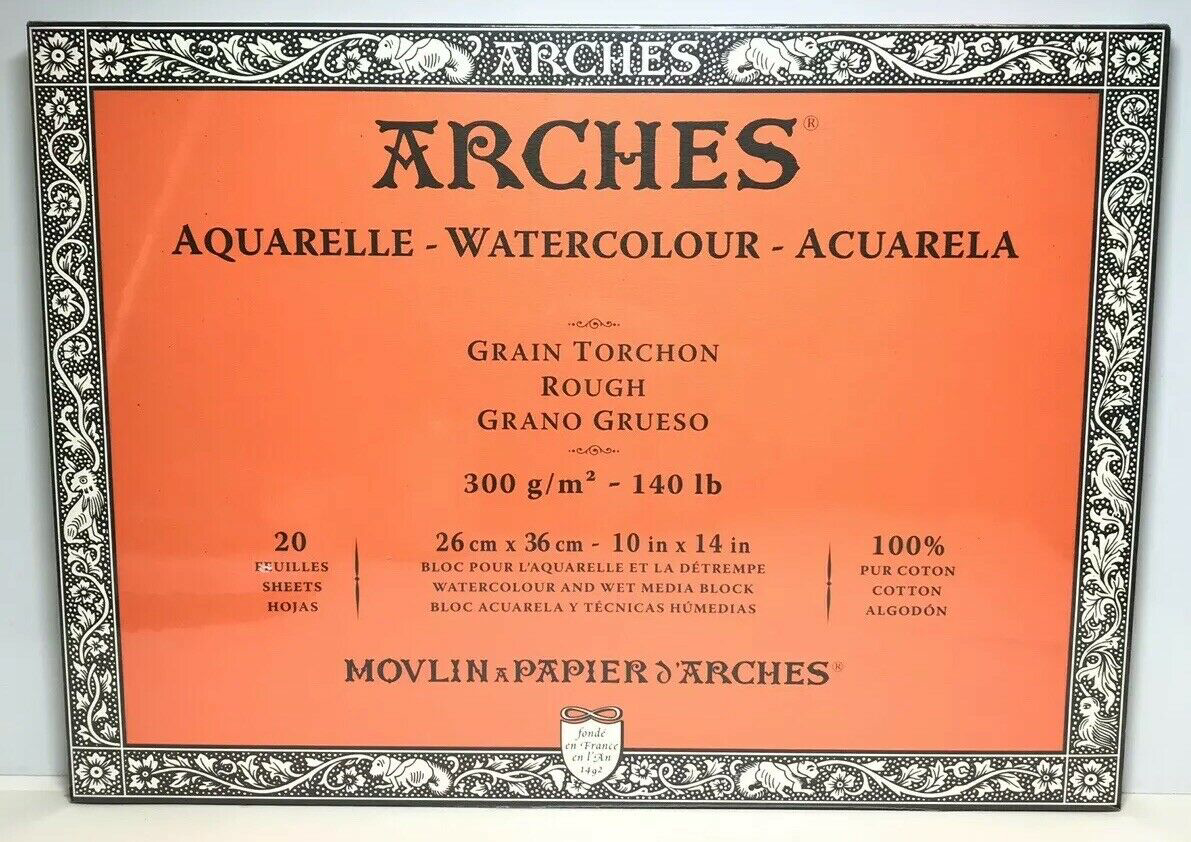 ARCHES
ARCHES®
AQUARELLE - WATERCOLOUR - ACUARELA
GRAIN TORCHON
ROUGH
GRANO GRUESO
300 g/m² - 140 lb
20
FEUILLES
SHEETS
HOJAS
26 cm x 36 cm - 10 in x 14 in
BLOC POUR L'AQUARELLE ET LA DÉTREMPE
WATERCOLOUR AND WET MEDIA BLOCK
BLOC ACUARELA Y TÉCNICAS HÚMEDIAS
100%
PUR COTON
COTTON
ALGODÓN
MOVLIN A PAPIER d'ARCHES®
fondé
en France
en l'An
1492